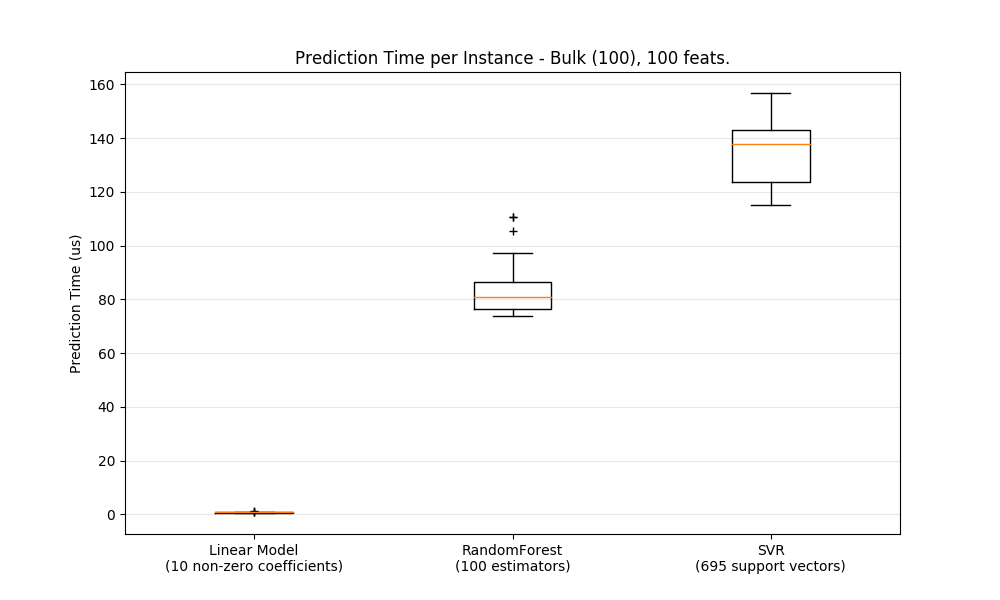 Prediction Time per Instance - Bulk (100), 100 feats.
160
140
120
100
80
60
40
20
0
Prediction Time (us)
Linear Model
(10 non-zero coefficients)
RandomForest
(100 estimators)
SVR
(695 support vectors)